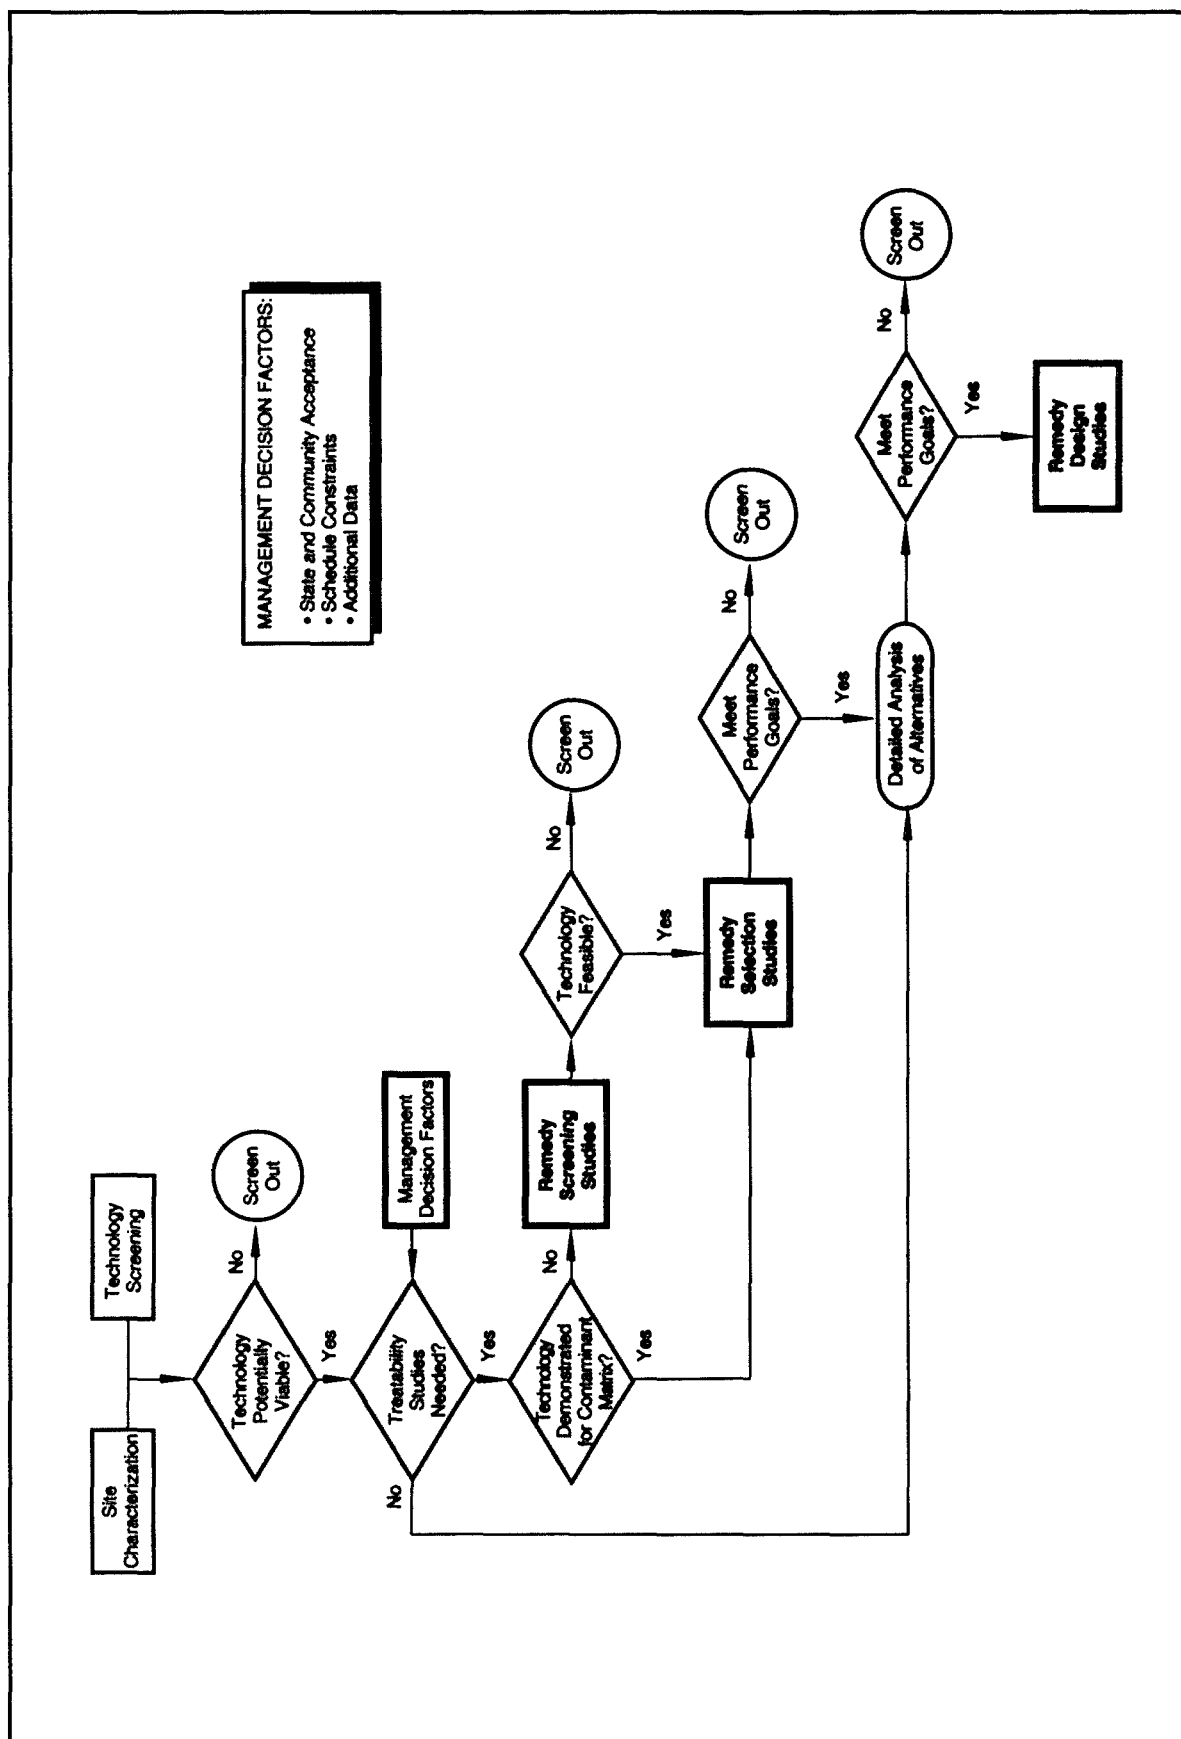 Site
Characterization
Technology
Screening
Technology
Potentially
Viable?
No
Screen
Out
Yes
Treatability
Studies
Needed?
Management
Decision Factors
No
Yes
Technology
Demonstrated
for Contaminant
Matrix?
No
Remedy
Screening
Studies
Technology
Feasible?
No
Screen
Out
Yes
Yes
Remedy
Selection
Studies
Meet
Performance
Goals?
No
Screen
Out
Yes
Detailed Analysis
of Alternatives
Meet
Performance
Goals?
No
Screen
Out
Yes
Remedy
Design
Studies
MANAGEMENT DECISION FACTORS:
• State and Community Acceptance
• Schedule Constraints
• Additional Data